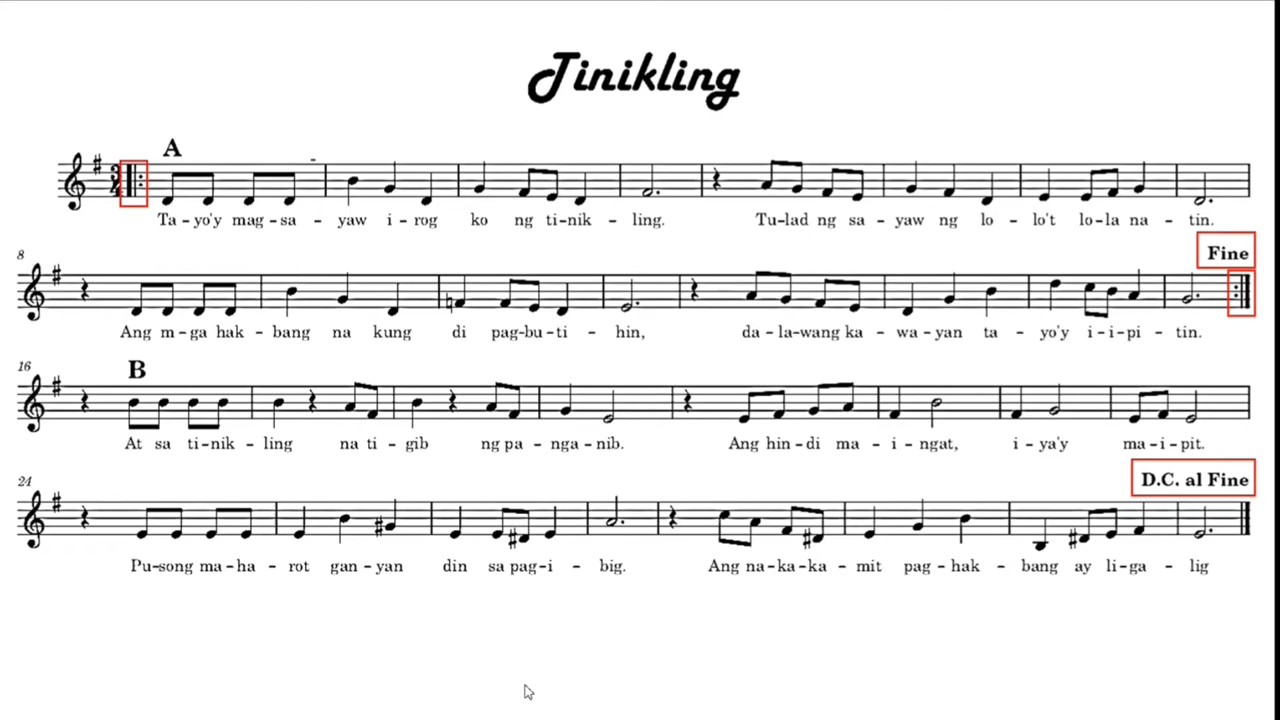 Tinikling
A
3
4
Ta - yo'y mag - sa - yaw i - rog ko ng ti - nik - ling. Tu - lad ng sa - yaw ng lo - lo't lo - la na - tin.
Fine
8
Ang m - ga hak - bang na kung di pag - bu - ti - hin, da - la - wang ka - wa - yan ta - yo'y i - i - pi - tin.
16
B
At sa ti - nik - ling na ti - gib ng pa - nga - nib. Ang hin - di ma - i - ngat, i - ya'y ma - i - pit.
D.C. al Fine
24
Pu - song ma - ha - rot gan - yan din sa pag - i - big. Ang na - ka - ka - mit pag - hak - bang ay li - ga - lig